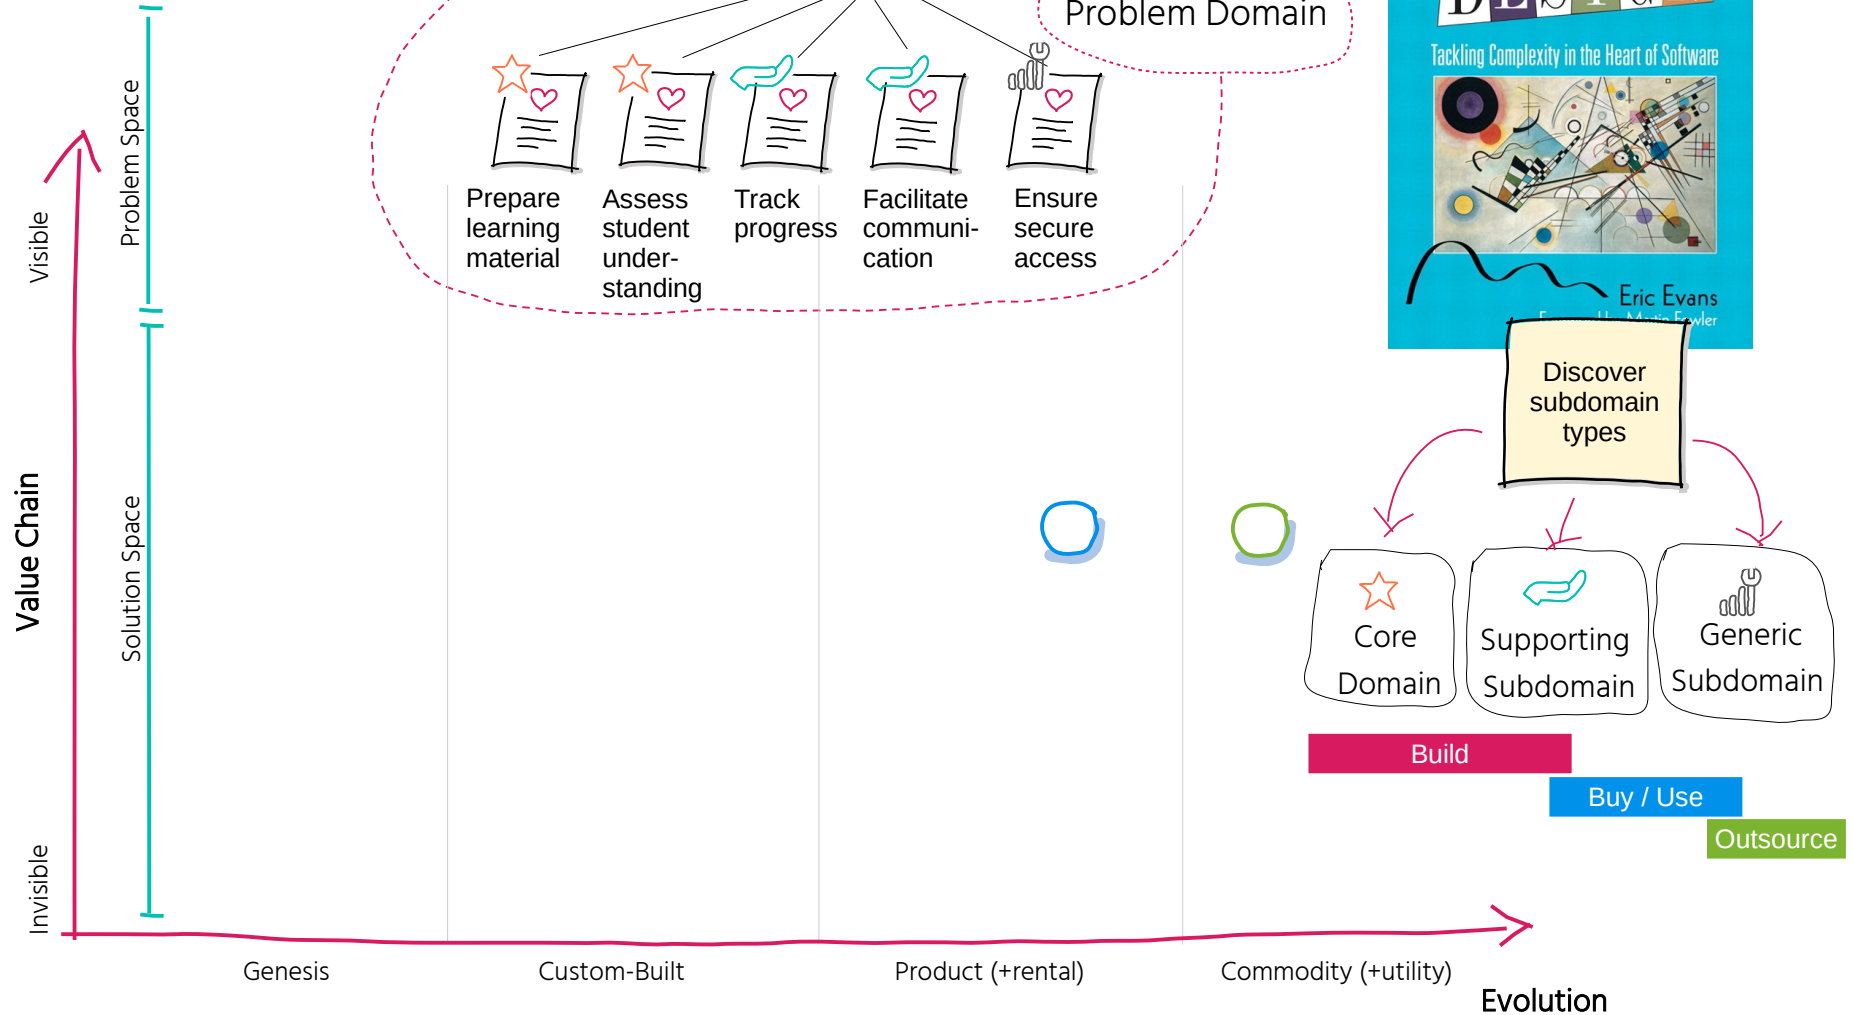 Problem Domain
Tackling Complexity in the Heart of Software
Eric Evans
Problem Space
Visible
Prepare
learning
material
Assess
student
under-
standing
Track
progress
Facilitate
communi-
cation
Ensure
secure
access
Discover
subdomain
types
Value Chain
Solution Space
Invisible
Core
Domain
Supporting
Subdomain
Generic
Subdomain
Build
Buy / Use
Outsource
Genesis
Custom-Built
Product (+rental)
Commodity (+utility)
Evolution